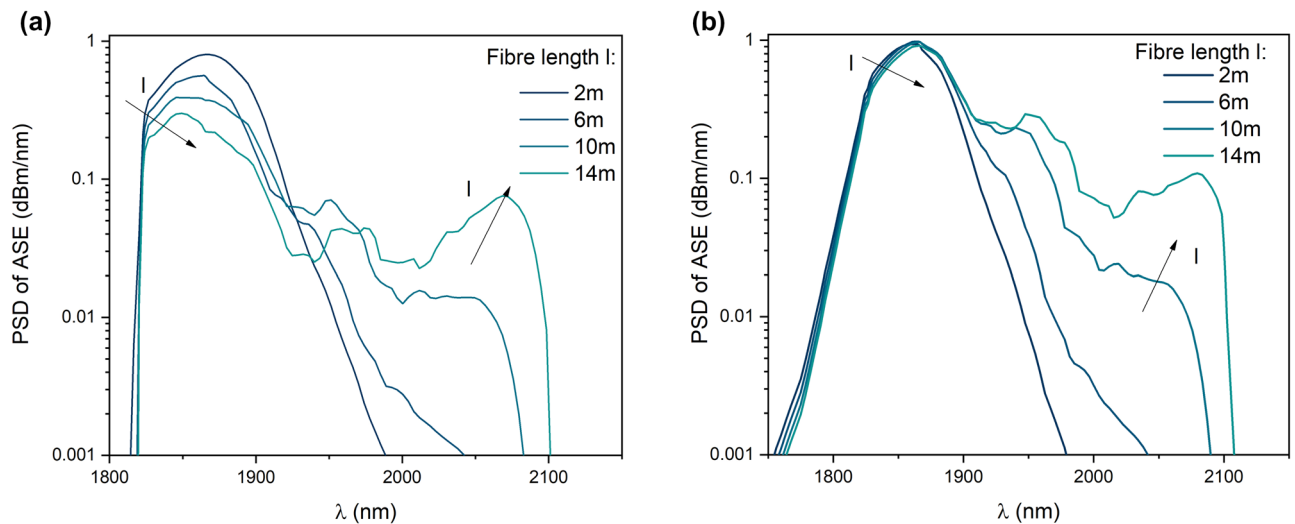 (a)
1
0.1
0.01
0.001
PSD of ASE (dBm/nm)
1800
1900
2000
2100
λ (nm)
Fibre length l:
2m
6m
10m
14m
l
l
(b)
1
0.1
0.01
0.001
PSD of ASE (dBm/nm)
1800
1900
2000
2100
λ (nm)
Fibre length l:
2m
6m
10m
14m
l
l